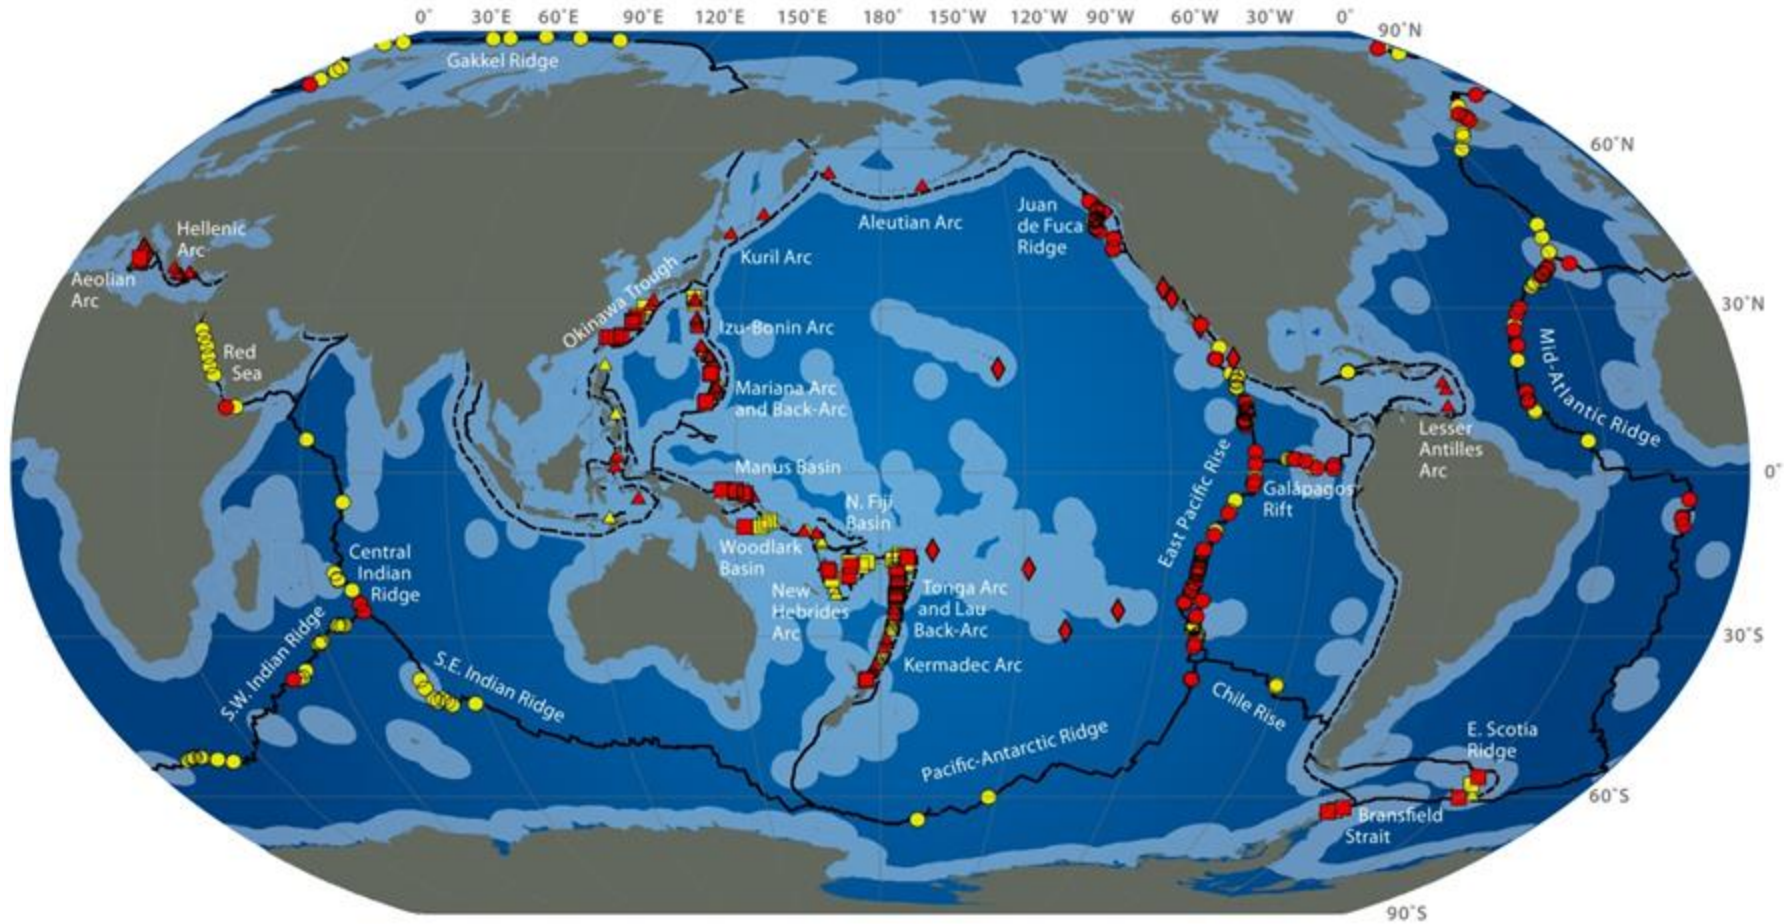 0° 30°E 60°E 90°E 120°E 150°E 180° 150°W 120°W 90°W 60°W 30°W 0°
90°N
Gakkel Ridge
60°N
Hellenic
Arc
Aeolian
Arc
Aleutian Arc
Juan
de Fuca
Ridge
Kuril Arc
Okinawa Trough
30°N
Izu-Bonin Arc
Red
Sea
Mariana Arc
and Back-Arc
Mid-Atlantic Ridge
Lesser
Antilles
Arc
Manus Basin
0°
East Pacific Rise
Galápagos
Rift
N. Fiji
Basin
Woodlark
Basin
Central
Indian
Ridge
New
Hebrides
Arc
Tonga Arc
and Lau
Back-Arc
30°S
Kermadec Arc
S.W. Indian Ridge
S.E. Indian Ridge
Chile Rise
Pacific-Antarctic Ridge
E. Scotia
Ridge
60°S
Bransfield
Strait
90°S